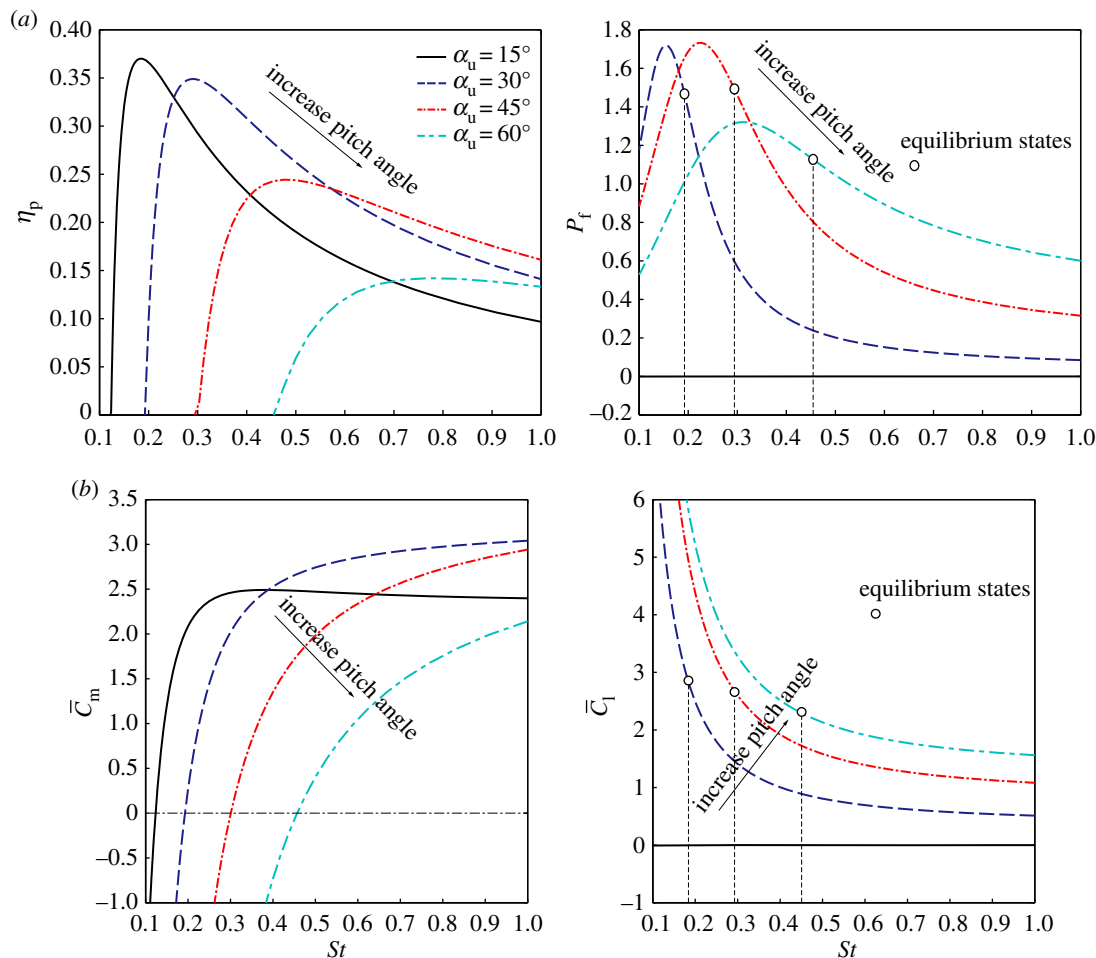 (a)
0.40
0.35
0.30
0.25
0.20
0.15
0.10
0.05
0
η_p
0.1 0.2 0.3 0.4 0.5 0.6 0.7 0.8 0.9 1.0
α_u = 15°
α_u = 30°
α_u = 45°
α_u = 60°
increase pitch angle
1.8
1.6
1.4
1.2
1.0
0.8
0.6
0.4
0.2
0
–0.2
P_f
0.1 0.2 0.3 0.4 0.5 0.6 0.7 0.8 0.9 1.0
increase pitch angle
equilibrium states
(b)
3.5
3.0
2.5
2.0
1.5
1.0
0.5
0
–0.5
–1.0
C̅_m
0.1 0.2 0.3 0.4 0.5 0.6 0.7 0.8 0.9 1.0
St
increase pitch angle
6
5
4
3
2
1
0
–1
C̅_l
0.1 0.2 0.3 0.4 0.5 0.6 0.7 0.8 0.9 1.0
St
increase pitch angle
equilibrium states